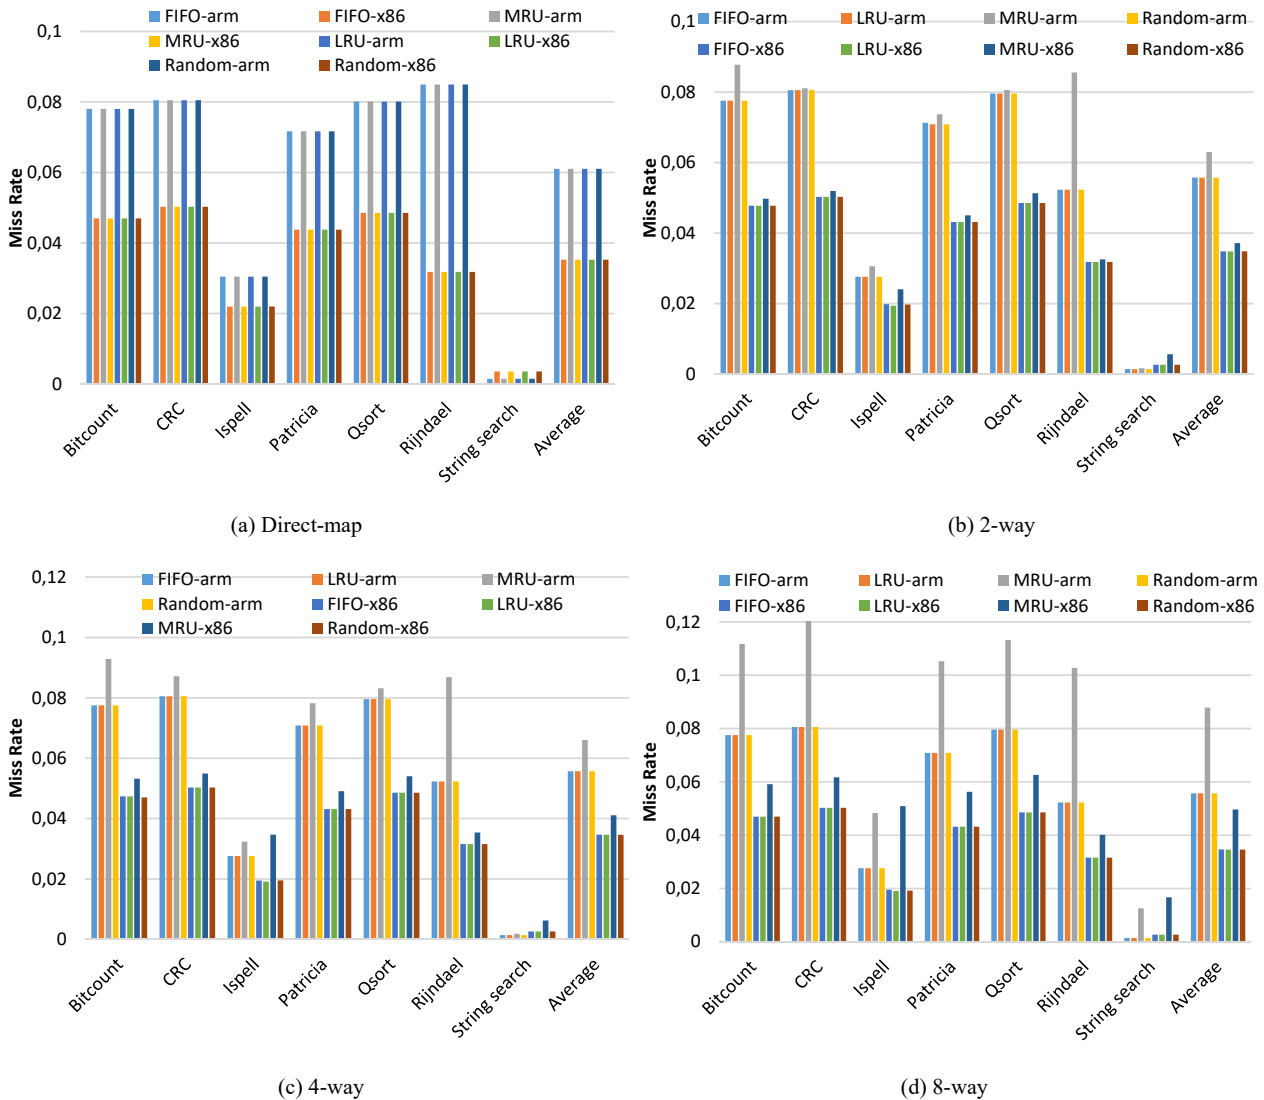 FIFO-arm FIFO-x86 MRU-arm
MRU-x86 LRU-arm LRU-x86
Random-arm Random-x86
0,1
0,08
0,06
0,04
0,02
0
Miss Rate
Bitcount CRC Ispell Patricia Qsort Rijndael String search Average
(a) Direct-map
FIFO-arm LRU-arm MRU-arm Random-arm
FIFO-x86 LRU-x86 MRU-x86 Random-x86
0,1
0,08
0,06
0,04
0,02
0
Miss Rate
Bitcount CRC Ispell Patricia Qsort Rijndael String search Average
(b) 2-way
FIFO-arm LRU-arm MRU-arm
Random-arm FIFO-x86 LRU-x86
MRU-x86 Random-x86
0,12
0,1
0,08
0,06
0,04
0,02
0
Miss Rate
Bitcount CRC Ispell Patricia Qsort Rijndael String search Average
(c) 4-way
FIFO-arm LRU-arm MRU-arm Random-arm
FIFO-x86 LRU-x86 MRU-x86 Random-x86
0,12
0,1
0,08
0,06
0,04
0,02
0
Miss Rate
Bitcount CRC Ispell Patricia Qsort Rijndael String search Average
(d) 8-way